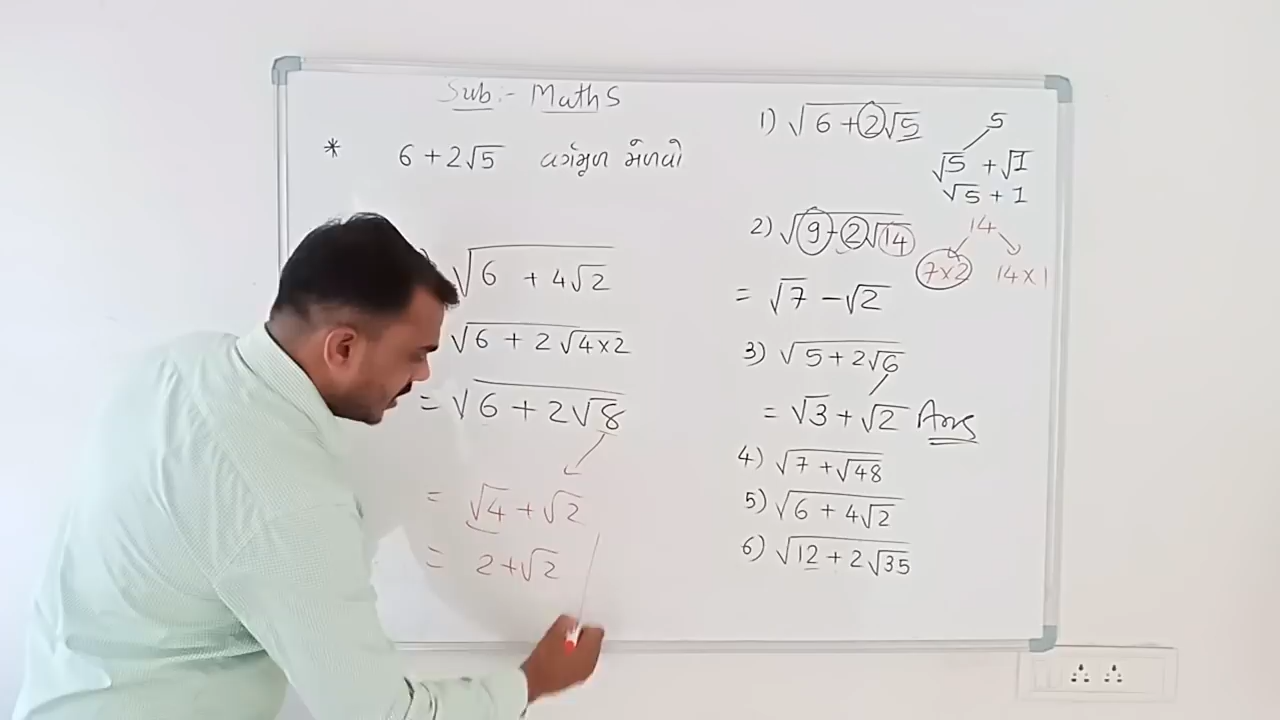 Sub:- Maths
* 6 + 2√5 વર્ગમૂળ મેળવો
√(6 + 4√2)
√(6 + 2√(4×2))
= √(6 + 2√8)
= √4 + √2
= 2 + √2
1) √(6 + 2√5)
5
√5 + √1
√5 + 1
2) √(9 - 2√14)
14
7×2 14×1
= √7 - √2
3) √(5 + 2√6)
= √3 + √2 Ans
4) √(7 + √48)
5) √(6 + 4√2)
6) √(12 + 2√35)